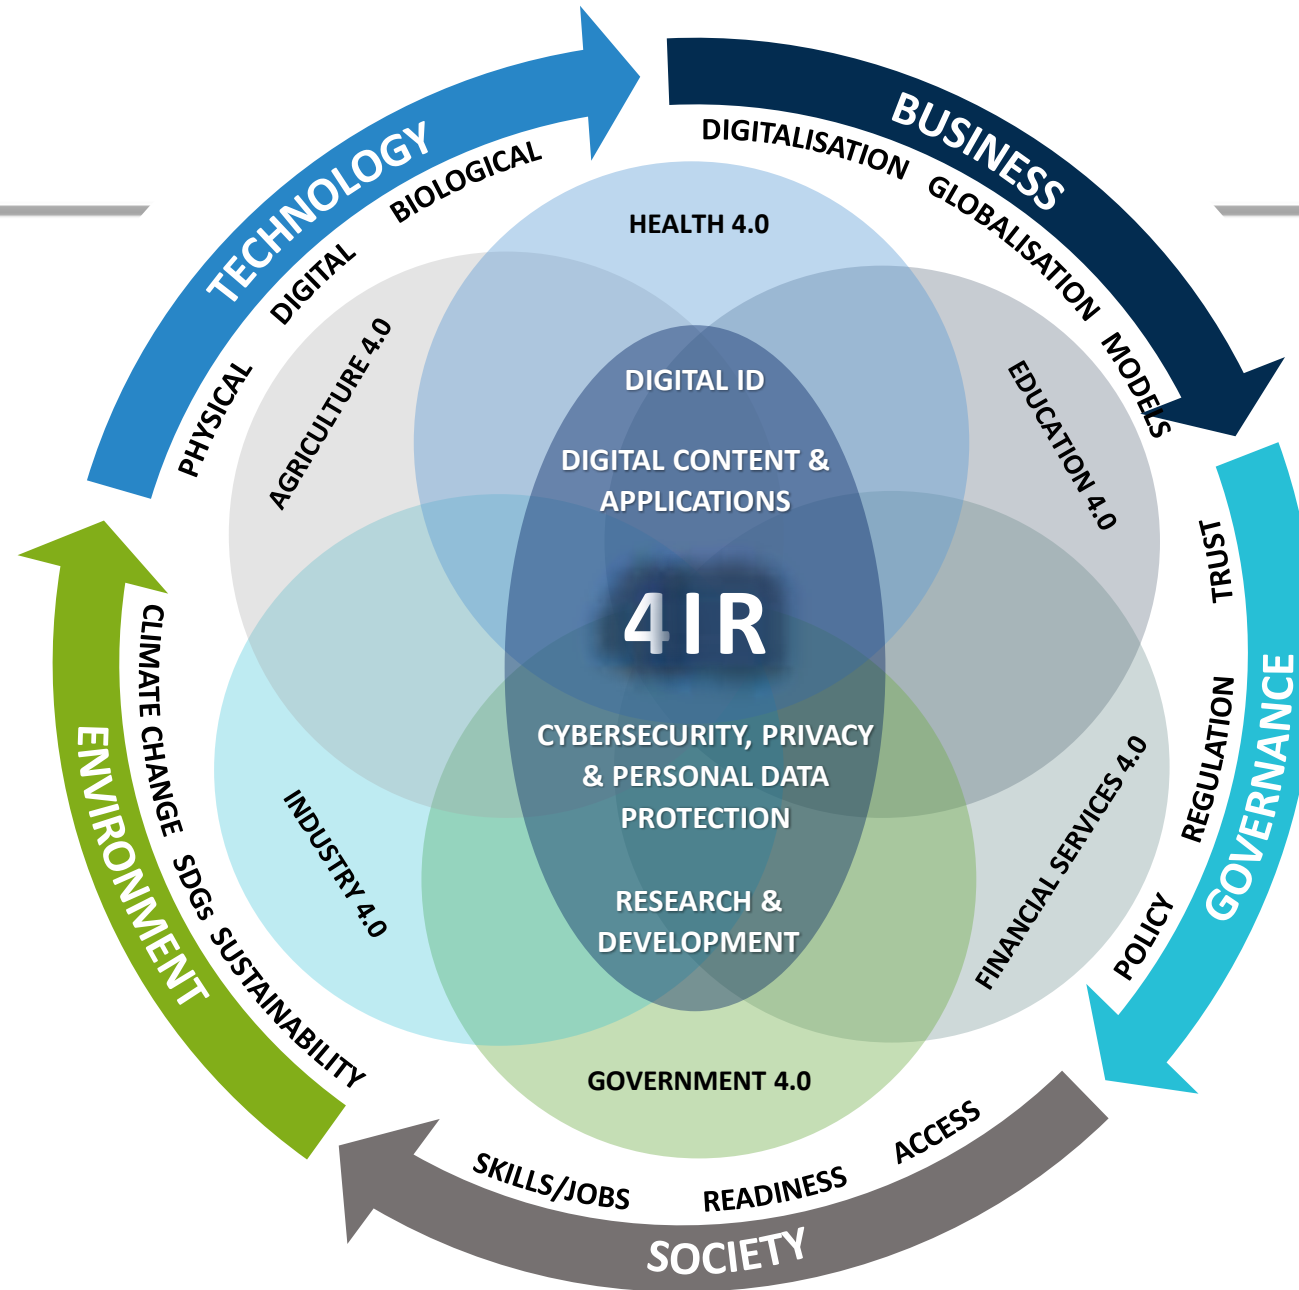 TECHNOLOGY
PHYSICAL
DIGITAL
BIOLOGICAL
BUSINESS
DIGITALISATION
GLOBALISATION
MODELS
GOVERNANCE
TRUST
REGULATION
POLICY
SOCIETY
ACCESS
READINESS
SKILLS/JOBS
ENVIRONMENT
CLIMATE CHANGE
SDGs
SUSTAINABILITY
HEALTH 4.0
AGRICULTURE 4.0
EDUCATION 4.0
INDUSTRY 4.0
FINANCIAL SERVICES 4.0
GOVERNMENT 4.0
DIGITAL ID
DIGITAL CONTENT &
APPLICATIONS
4IR
CYBERSECURITY, PRIVACY
& PERSONAL DATA
PROTECTION
RESEARCH &
DEVELOPMENT